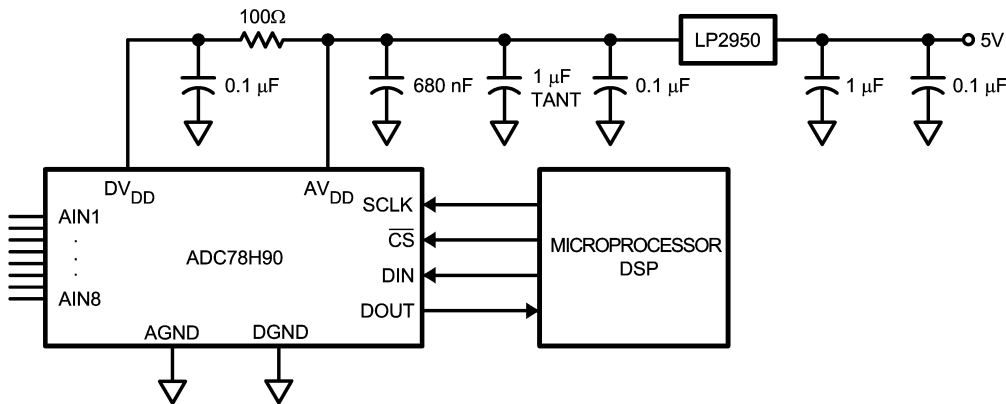 100Ω
LP2950
5V
0.1 µF
680 nF
1 µF
TANT
0.1 µF
1 µF
0.1 µF
DVDD
AVDD
AIN1
.
.
.
AIN8
ADC78H90
SCLK
CS
DIN
DOUT
AGND
DGND
MICROPROCESSOR
DSP